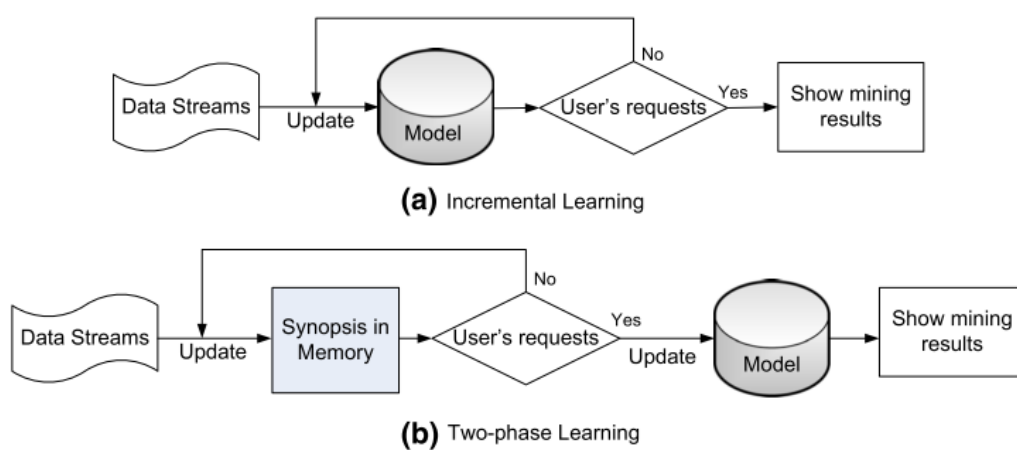 No
Data Streams
Update
Model
User's requests
Yes
Show mining
results
(a) Incremental Learning
No
Data Streams
Update
Synopsis in
Memory
User's requests
Yes
Update
Model
Show mining
results
(b) Two-phase Learning